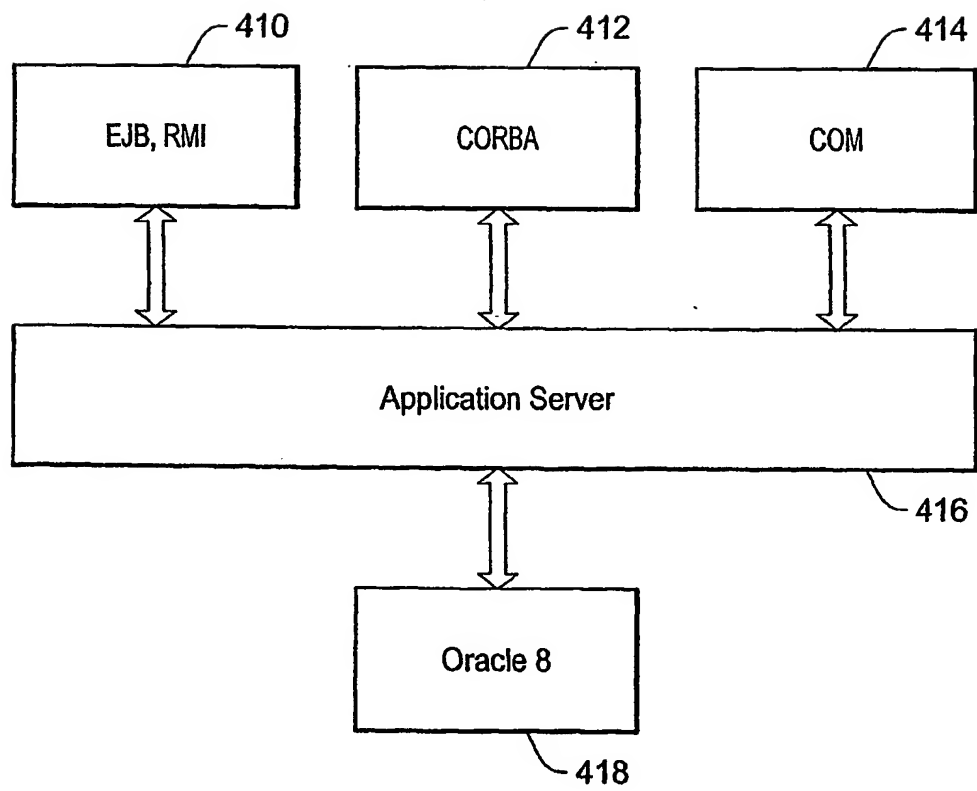 410
412
414
EJB, RMI
CORBA
COM
Application Server
416
Oracle 8
418